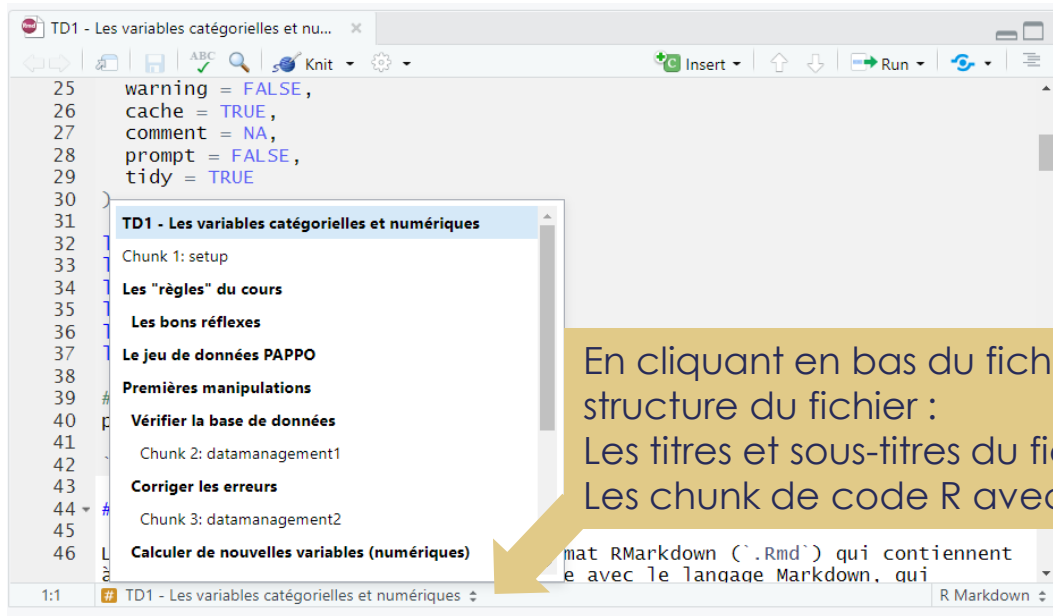 TD1 - Les variables catégorielles et nu...
ABC Knit Insert Run
25 warning = FALSE,
26 cache = TRUE,
27 comment = NA,
28 prompt = FALSE,
29 tidy = TRUE
30 )
31
32
33
34
35
36
37
38
39 #
40
41
42
43
44 #
45
46
TD1 - Les variables catégorielles et numériques
Chunk 1: setup
Les "règles" du cours
Les bons réflexes
Le jeu de données PAPPO
Premières manipulations
Vérifier la base de données
Chunk 2: datamanagement1
Corriger les erreurs
Chunk 3: datamanagement2
Calculer de nouvelles variables (numériques)
En cliquant en bas du fich
structure du fichier :
Les titres et sous-titres du fi
Les chunk de code R avec
mat RMarkdown (`.Rmd`) qui contiennent
e avec le langage Markdown, qui
1:1 # TD1 - Les variables catégorielles et numériques R Markdown